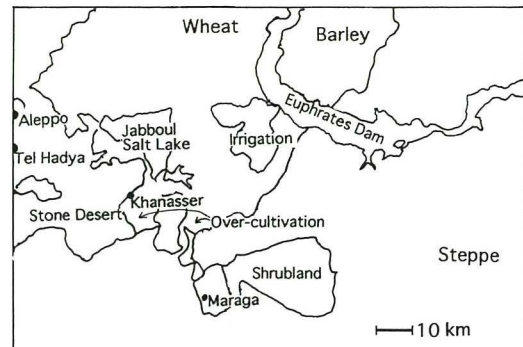 Wheat
Barley
Aleppo
Jabboul
Salt Lake
Euphrates Dam
Irrigation
Tel Hadya
Khanasser
Stone Desert
Over-cultivation
Steppe
Shrubland
Maraga
10 km